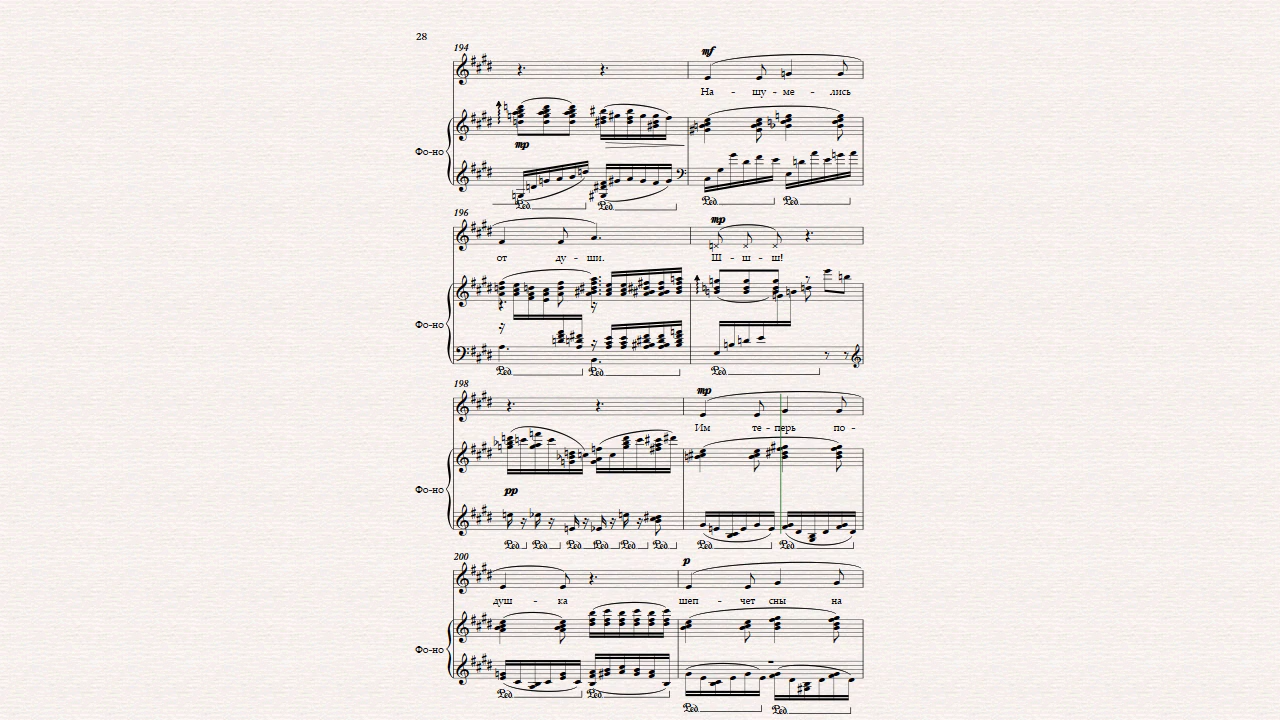 28
194
mf
На - шу - ме - лись
Фо-но
mp
Ped. Ped. Ped. Ped.
196
mp
от ду - ши. Ш - ш - ш!
Фо-но
Ped. Ped. Ped.
198
mp
Им те - перь по -
Фо-но
pp
Ped. Ped. Ped. Ped. Ped. Ped. Ped. Ped.
200
p
душ - ка шеп - чет сны на
Фо-но
Ped. Ped.
Ped. Ped.